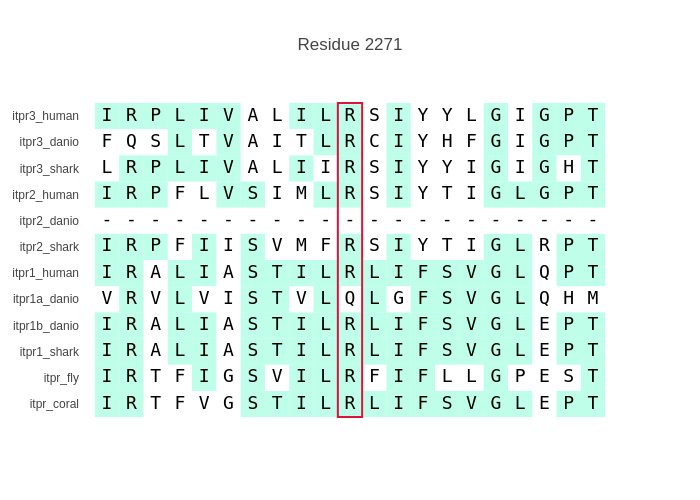 Residue 2271
itpr3_human I R P L I V A L I L R S I Y Y L G I G P T
itpr3_danio F Q S L T V A I T L R C I Y H F G I G P T
itpr3_shark L R P L I V A L I I R S I Y Y I G I G H T
itpr2_human I R P F L V S I M L R S I Y T I G L G P T
itpr2_danio - - - - - - - - - - - - - - - - - - - - -
itpr2_shark I R P F I I S V M F R S I Y T I G L R P T
itpr1_human I R A L I A S T I L R L I F S V G L Q P T
itpr1a_danio V R V L V I S T V L Q L G F S V G L Q H M
itpr1b_danio I R A L I A S T I L R L I F S V G L E P T
itpr1_shark I R A L I A S T I L R L I F S V G L E P T
itpr_fly I R T F I G S V I L R F I F L L G P E S T
itpr_coral I R T F V G S T I L R L I F S V G L E P T